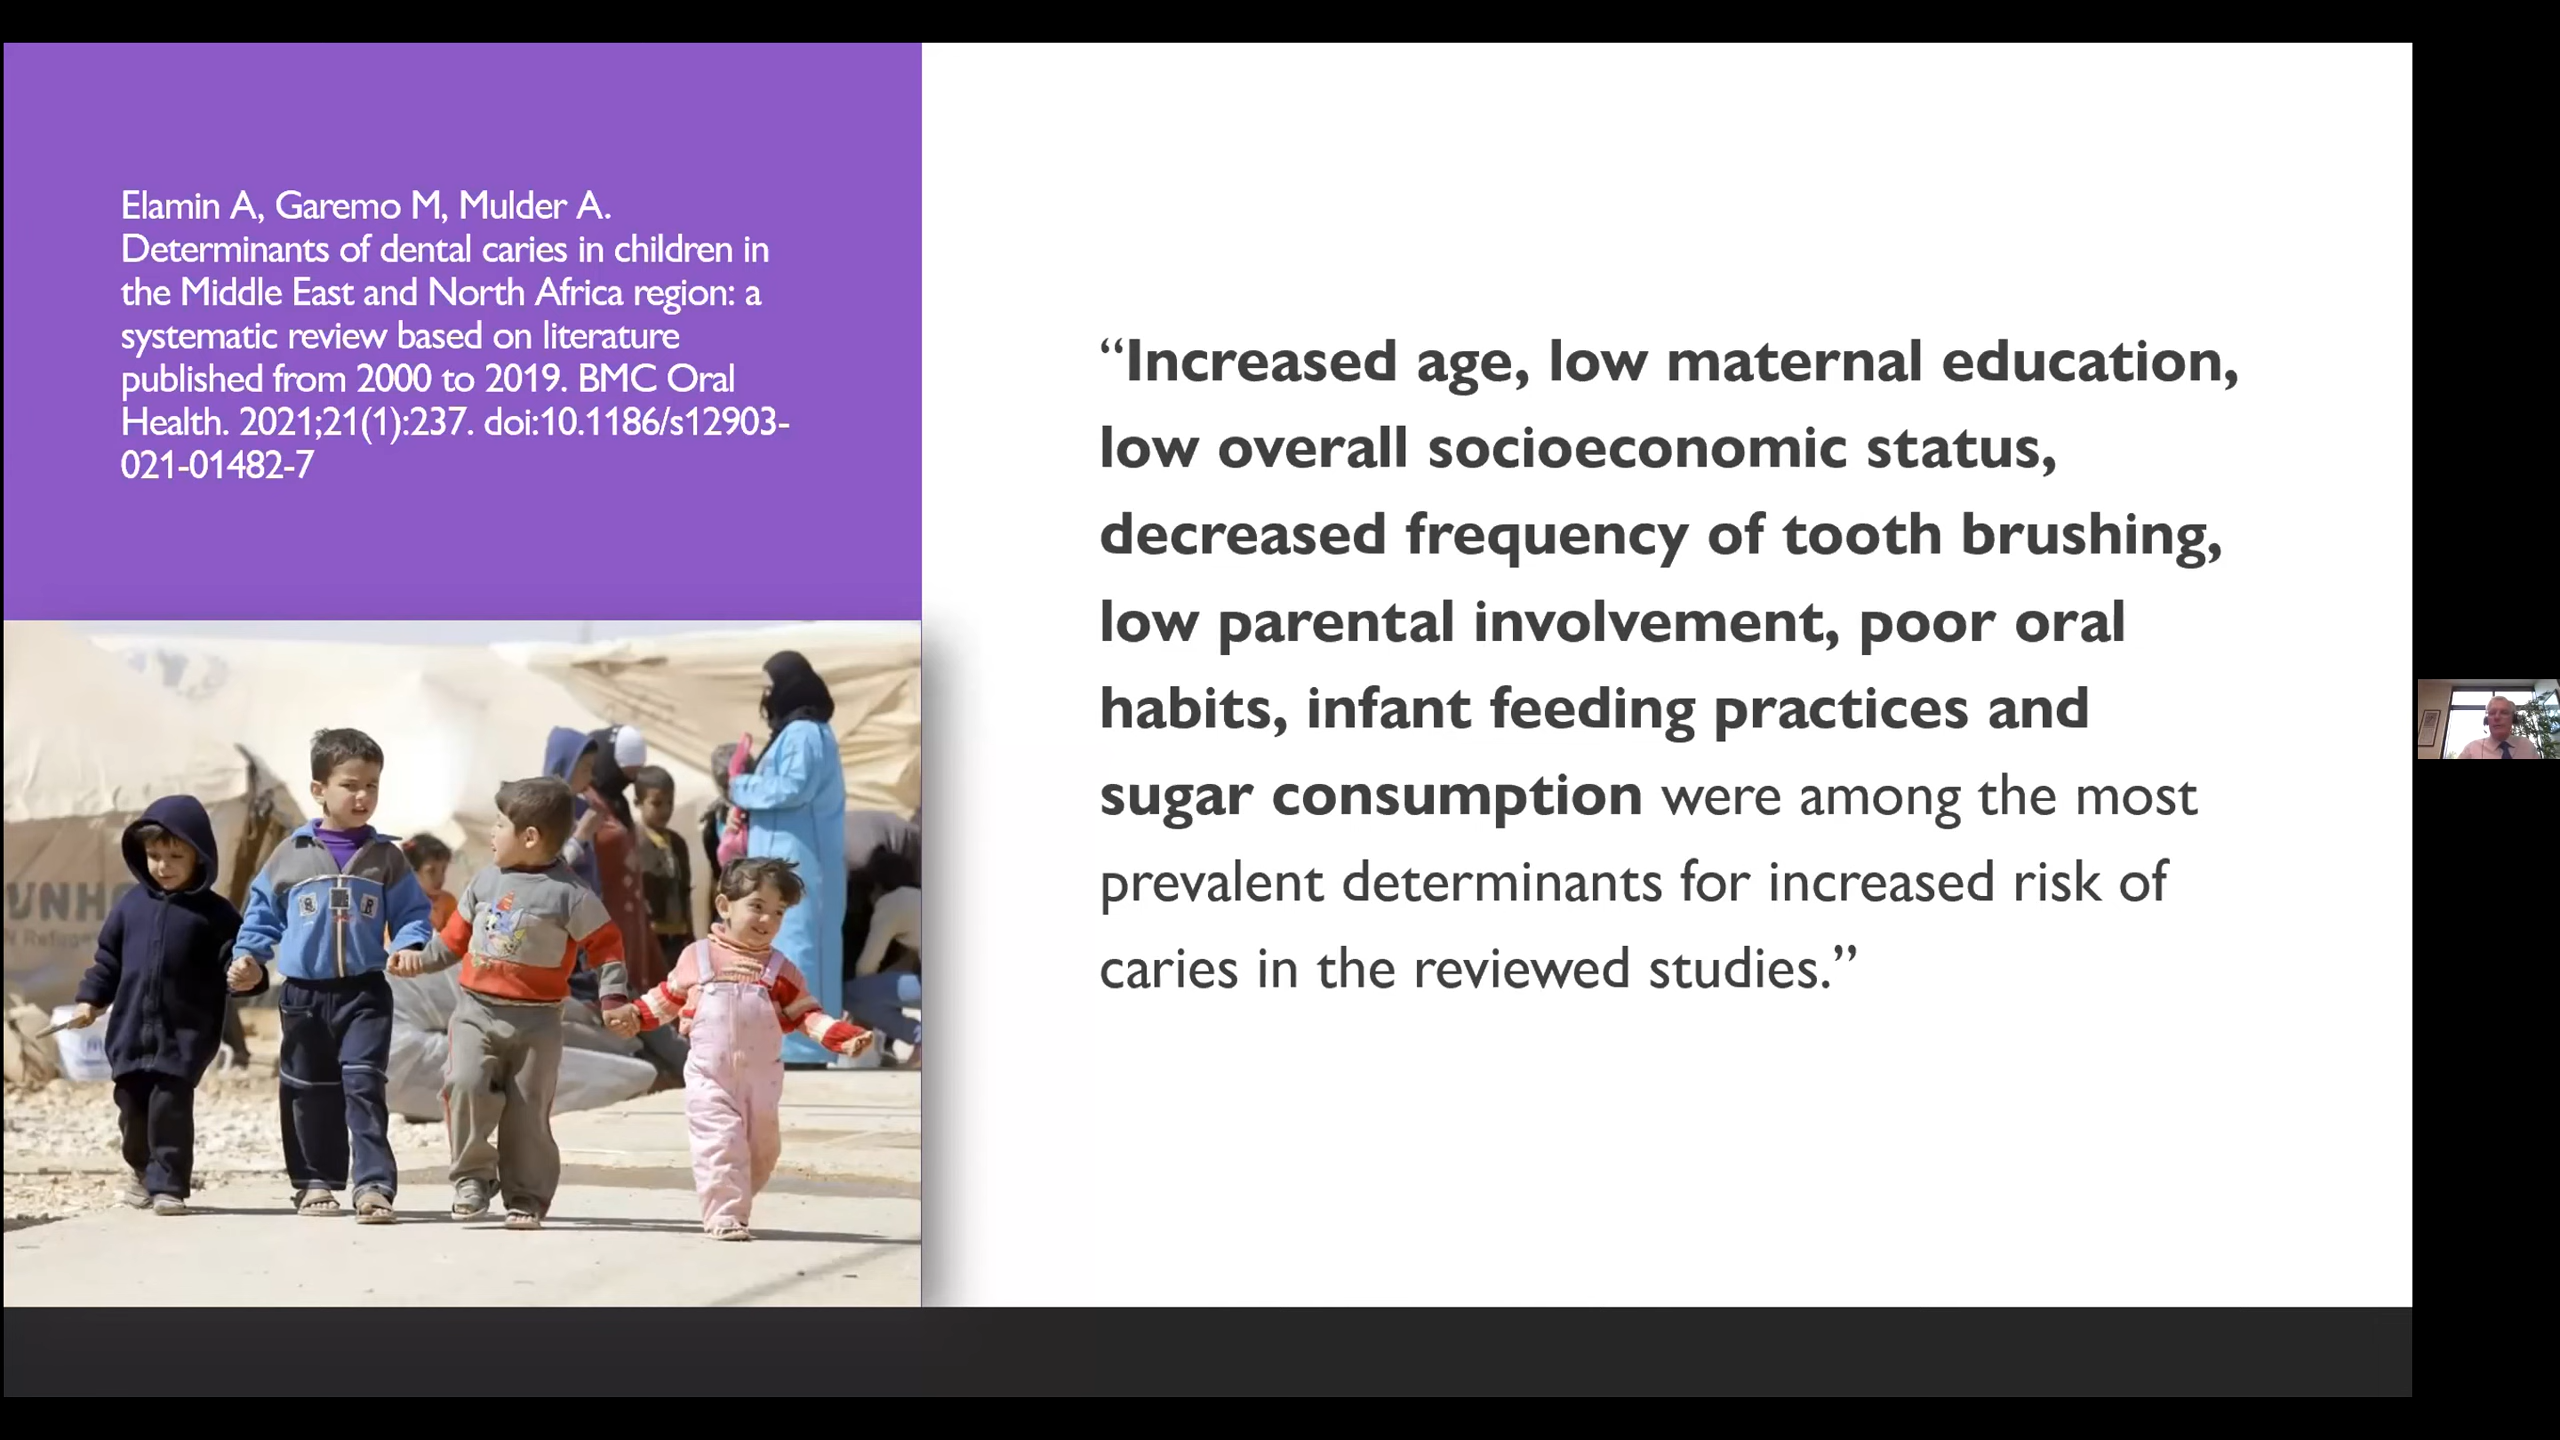 Elamin A, Garemo M, Mulder A.
Determinants of dental caries in children in
the Middle East and North Africa region: a
systematic review based on literature
published from 2000 to 2019. BMC Oral
Health. 2021;21(1):237. doi:10.1186/s12903-
021-01482-7
“Increased age, low maternal education,
low overall socioeconomic status,
decreased frequency of tooth brushing,
low parental involvement, poor oral
habits, infant feeding practices and
sugar consumption were among the most
prevalent determinants for increased risk of
caries in the reviewed studies.”
UNHC